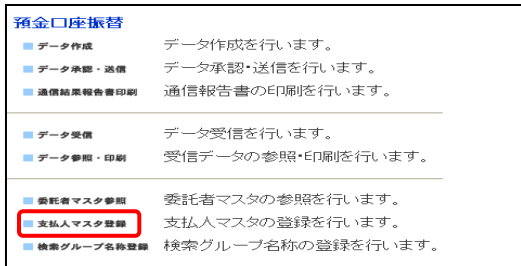 預金口座振替
データ作成 データ作成を行います。
データ承認・送信 データ承認・送信を行います。
通信結果報告書印刷 通信報告書の印刷を行います。
データ受信 データ受信を行います。
データ参照・印刷 受信データの参照・印刷を行います。
委託者マスタ参照 委託者マスタの参照を行います。
支払人マスタ登録 支払人マスタの登録を行います。
検索グループ名称登録 検索グループ名称の登録を行います。